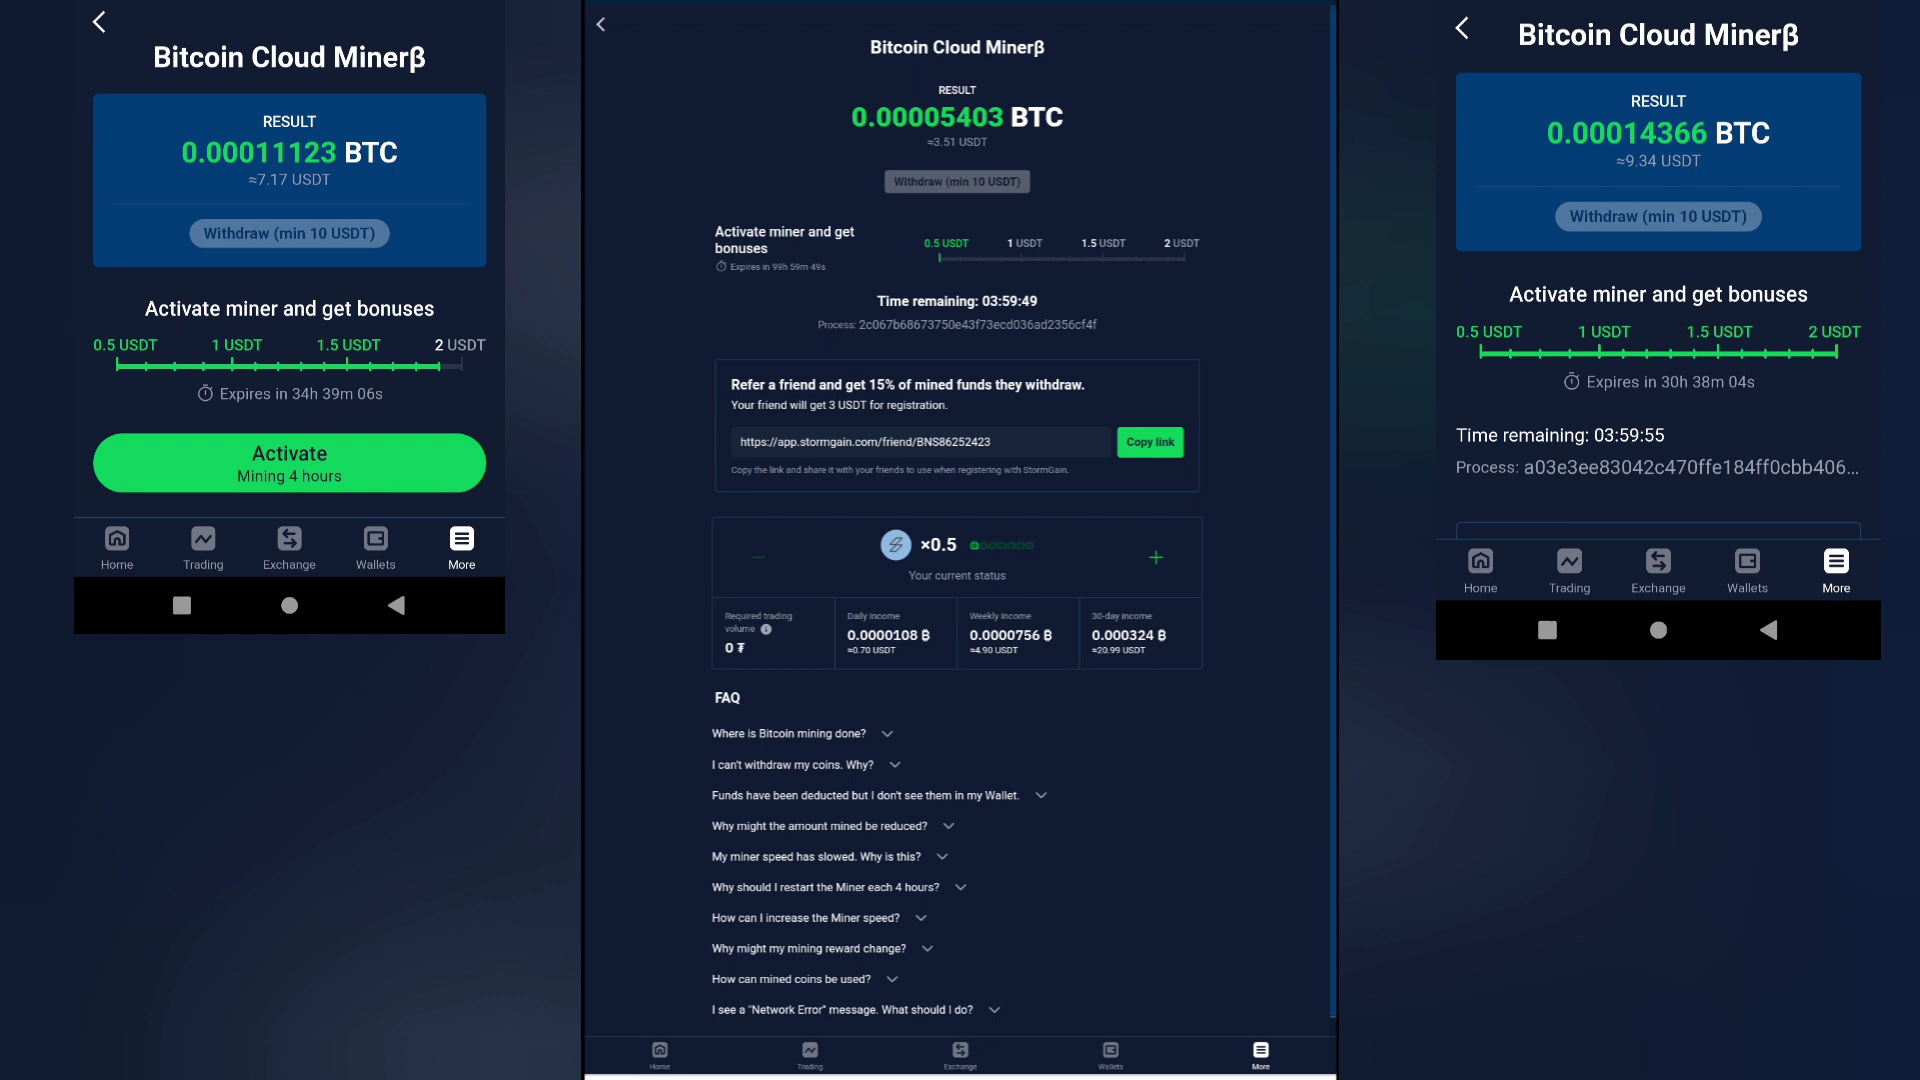 Bitcoin Cloud Minerβ
RESULT
0.00011123 BTC
≈7.17 USDT
Withdraw (min 10 USDT)
Activate miner and get bonuses
0.5 USDT 1 USDT 1.5 USDT 2 USDT
Expires in 34h 39m 06s
Activate
Mining 4 hours
Home Trading Exchange Wallets More
Bitcoin Cloud Minerβ
RESULT
0.00005403 BTC
≈3.51 USDT
Withdraw (min 10 USDT)
Activate miner and get
bonuses
Expires in 99h 59m 49s
0.5 USDT 1 USDT 1.5 USDT 2 USDT
Time remaining: 03:59:49
Process: 2c067b68673750e43f73ecd036ad2356cf4f
Refer a friend and get 15% of mined funds they withdraw.
Your friend will get 3 USDT for registration.
https://app.stormgain.com/friend/BNS86252423 Copy link
Copy the link and share it with your friends to use when registering with StormGain.
×0.5
Your current status
Required trading
volume
0 ₮
Daily income
0.0000108 ₿
≈0.70 USDT
Weekly income
0.0000756 ₿
≈4.90 USDT
30-day income
0.000324 ₿
≈20.99 USDT
FAQ
Where is Bitcoin mining done?
I can't withdraw my coins. Why?
Funds have been deducted but I don't see them in my Wallet.
Why might the amount mined be reduced?
My miner speed has slowed. Why is this?
Why should I restart the Miner each 4 hours?
How can I increase the Miner speed?
Why might my mining reward change?
How can mined coins be used?
I see a "Network Error" message. What should I do?
Home Trading Exchange Wallets More
Bitcoin Cloud Minerβ
RESULT
0.00014366 BTC
≈9.34 USDT
Withdraw (min 10 USDT)
Activate miner and get bonuses
0.5 USDT 1 USDT 1.5 USDT 2 USDT
Expires in 30h 38m 04s
Time remaining: 03:59:55
Process: a03e3ee83042c470ffe184ff0cbb406...
Home Trading Exchange Wallets More